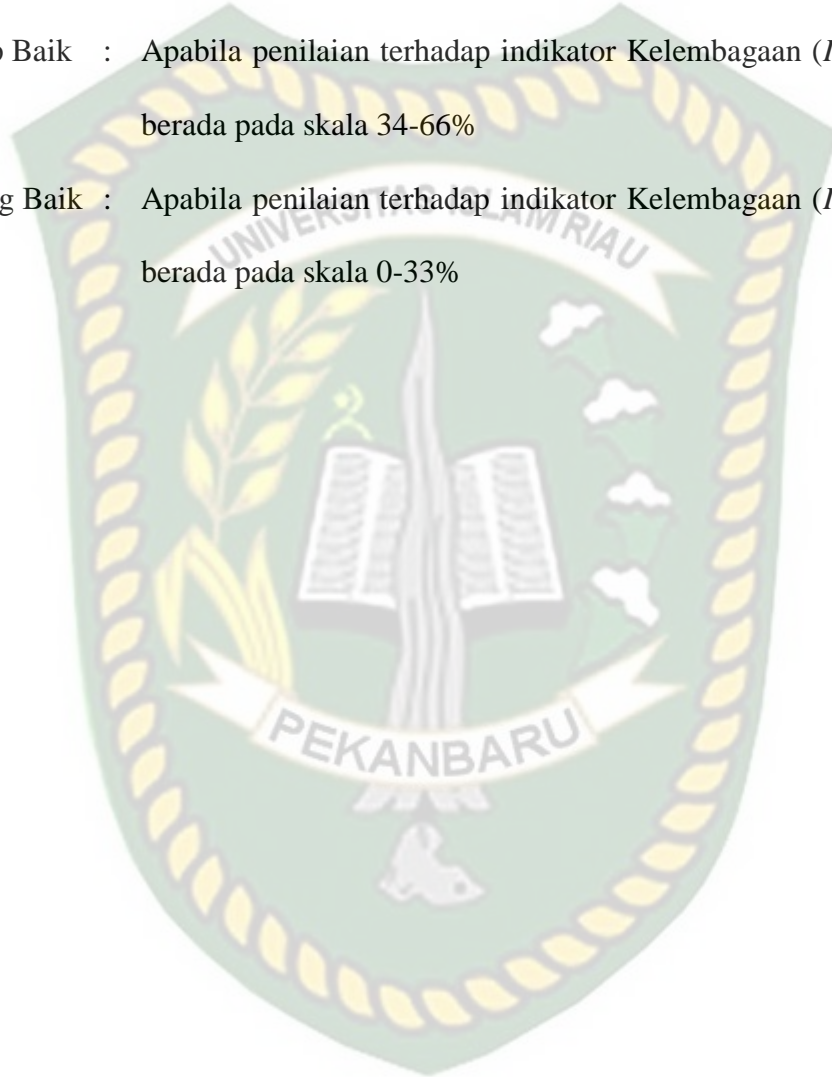 Baik : Apabila penilaian terhadap indikator Kelembagaan (
berada pada skala 34-66%
Baik : Apabila penilaian terhadap indikator Kelembagaan (
berada pada skala 0-33%
UNIVERSITAS ISLAM RIAU
PEKANBARU